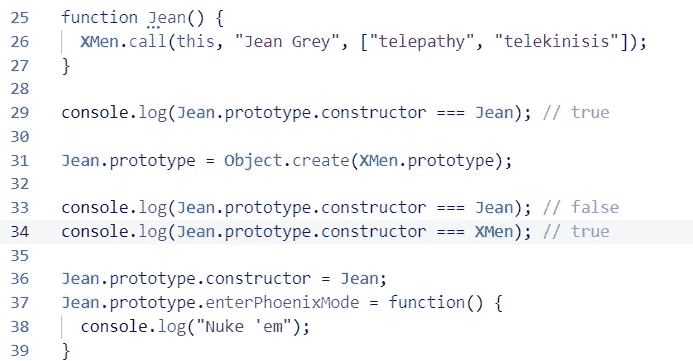 25 function Jean() {
26 XMen.call(this, "Jean Grey", ["telepathy", "telekinisis"]);
27 }
28
29 console.log(Jean.prototype.constructor === Jean); // true
30
31 Jean.prototype = Object.create(XMen.prototype);
32
33 console.log(Jean.prototype.constructor === Jean); // false
34 console.log(Jean.prototype.constructor === XMen); // true
35
36 Jean.prototype.constructor = Jean;
37 Jean.prototype.enterPhoenixMode = function() {
38 console.log("Nuke 'em");
39 }